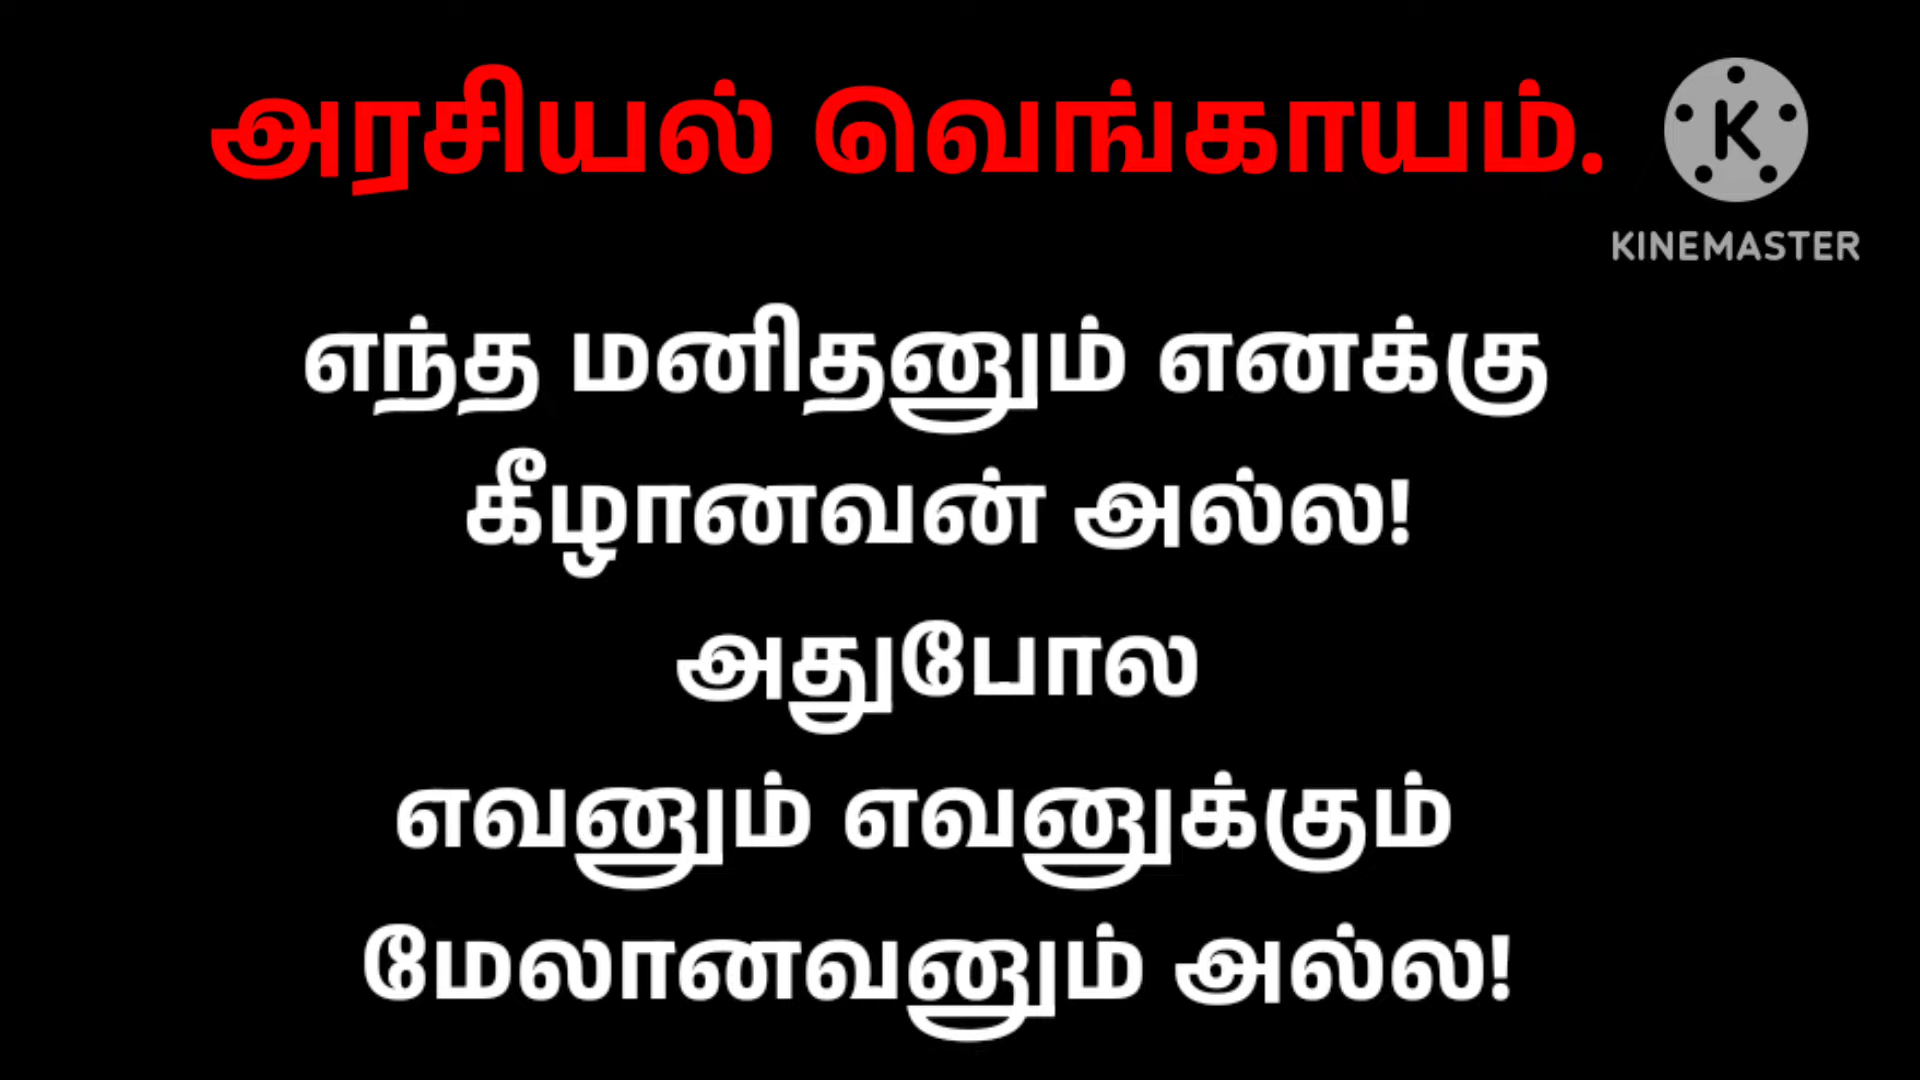 அரசியல் வெங்காயம்.
K
KINEMASTER
எந்த மனிதனும் எனக்கு
கீழானவன் அல்ல!
அதுபோல
எவனும் எவனுக்கும்
மேலானவனும் அல்ல!